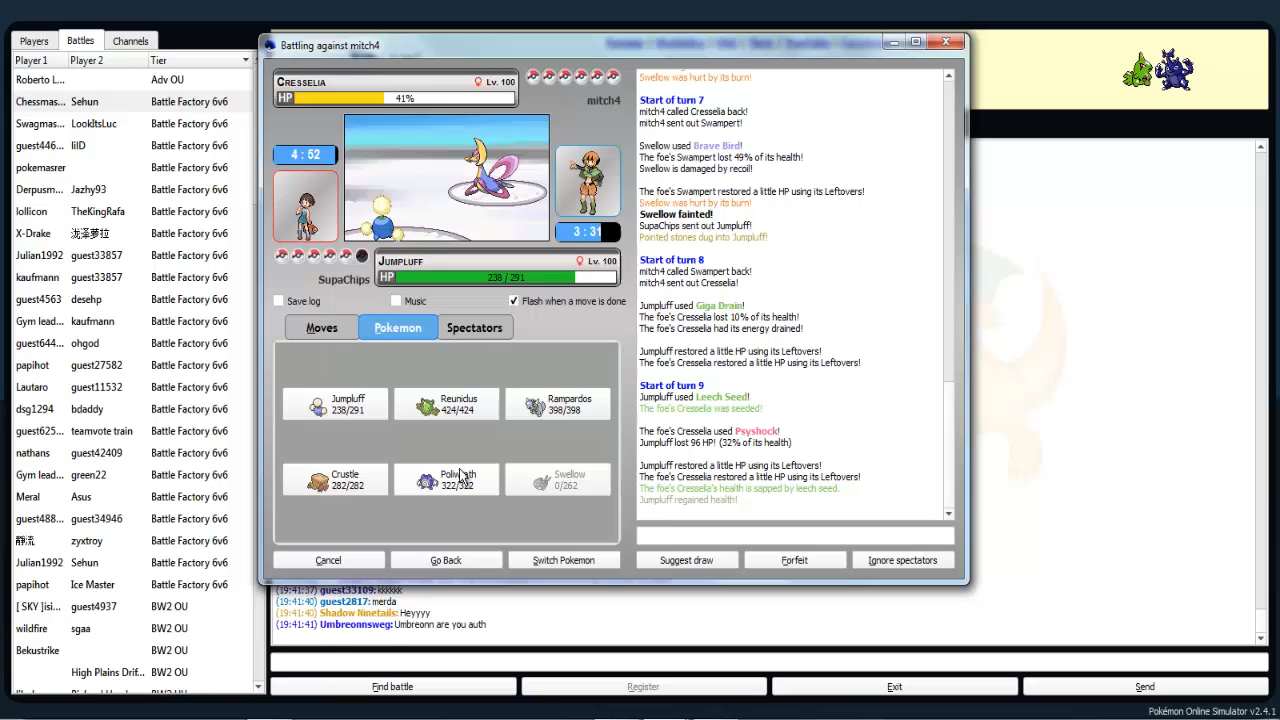 Players
Battles
Channels
Player 1 Player 2 Tier
Roberto L... Adv OU
Chessmas... Sehun Battle Factory 6v6
Swagmas... LookItsLuc Battle Factory 6v6
guest446... lilD Battle Factory 6v6
pokemasrer Battle Factory 6v6
Derpusm... Jazhy93 Battle Factory 6v6
lollicon TheKingRafa Battle Factory 6v6
X-Drake Battle Factory 6v6
Julian1992 guest33857 Battle Factory 6v6
kaufmann guest33857 Battle Factory 6v6
guest4563 desehp Battle Factory 6v6
Gym lead... kaufmann Battle Factory 6v6
guest644... ohgod Battle Factory 6v6
papihot guest27582 Battle Factory 6v6
Lautaro guest11532 Battle Factory 6v6
dsg1294 bdaddy Battle Factory 6v6
guest625... teamvote train Battle Factory 6v6
nathans guest42409 Battle Factory 6v6
Gym lead... green22 Battle Factory 6v6
Meral Asus Battle Factory 6v6
guest488... guest34946 Battle Factory 6v6
zyxtroy Battle Factory 6v6
Julian1992 Sehun Battle Factory 6v6
papihot Ice Master Battle Factory 6v6
[ SKY ]isi... guest4937 BW2 OU
wildfire sgaa BW2 OU
Bekustrike BW2 OU
High Plains Drif... BW2 OU
Battling against mitch4
CRESSELIA Lv. 100
HP 41%
mitch4
4 : 52
3 : 31
JUMPLUFF Lv. 100
HP 238 / 291
SupaChips
Save log
Music
Flash when a move is done
Moves
Pokemon
Spectators
Jumpluff
238/291
Reunidus
424/424
Rampardos
398/398
Crustle
282/282
Swellow
0/262
Cancel
Go Back
Switch Pokemon
Swellow was hurt by its burn!
Start of turn 7
mitch4 called Cresselia back!
mitch4 sent out Swampert!
Swellow used Brave Bird!
The foe's Swampert lost 49% of its health!
Swellow is damaged by recoil!
The foe's Swampert restored a little HP using its Leftovers!
Swellow was hurt by its burn!
Swellow fainted!
SupaChips sent out Jumpluff!
Pointed stones dug into Jumpluff!
Start of turn 8
mitch4 called Swampert back!
mitch4 sent out Cresselia!
Jumpluff used Giga Drain!
The foe's Cresselia lost 10% of its health!
The foe's Cresselia had its energy drained!
Jumpluff restored a little HP using its Leftovers!
The foe's Cresselia restored a little HP using its Leftovers!
Start of turn 9
Jumpluff used Leech Seed!
The foe's Cresselia was seeded!
The foe's Cresselia used Psyshock!
Jumpluff lost 96 HP! (32% of its health)
Jumpluff restored a little HP using its Leftovers!
The foe's Cresselia restored a little HP using its Leftovers!
The foe's Cresselia's health is sapped by leech seed.
Jumpluff regained health!
Suggest draw
Forfeit
Ignore spectators
(19:41:37) guest33109: kkkkkk
(19:41:40) guest2817: merda
(19:41:40) Shadow Ninetails: Heyyyy
(19:41:41) Umbreonnsweg: Umbreonn are you auth
Find battle
Register
Exit
Send
Pokémon Online Simulator v2.4.1